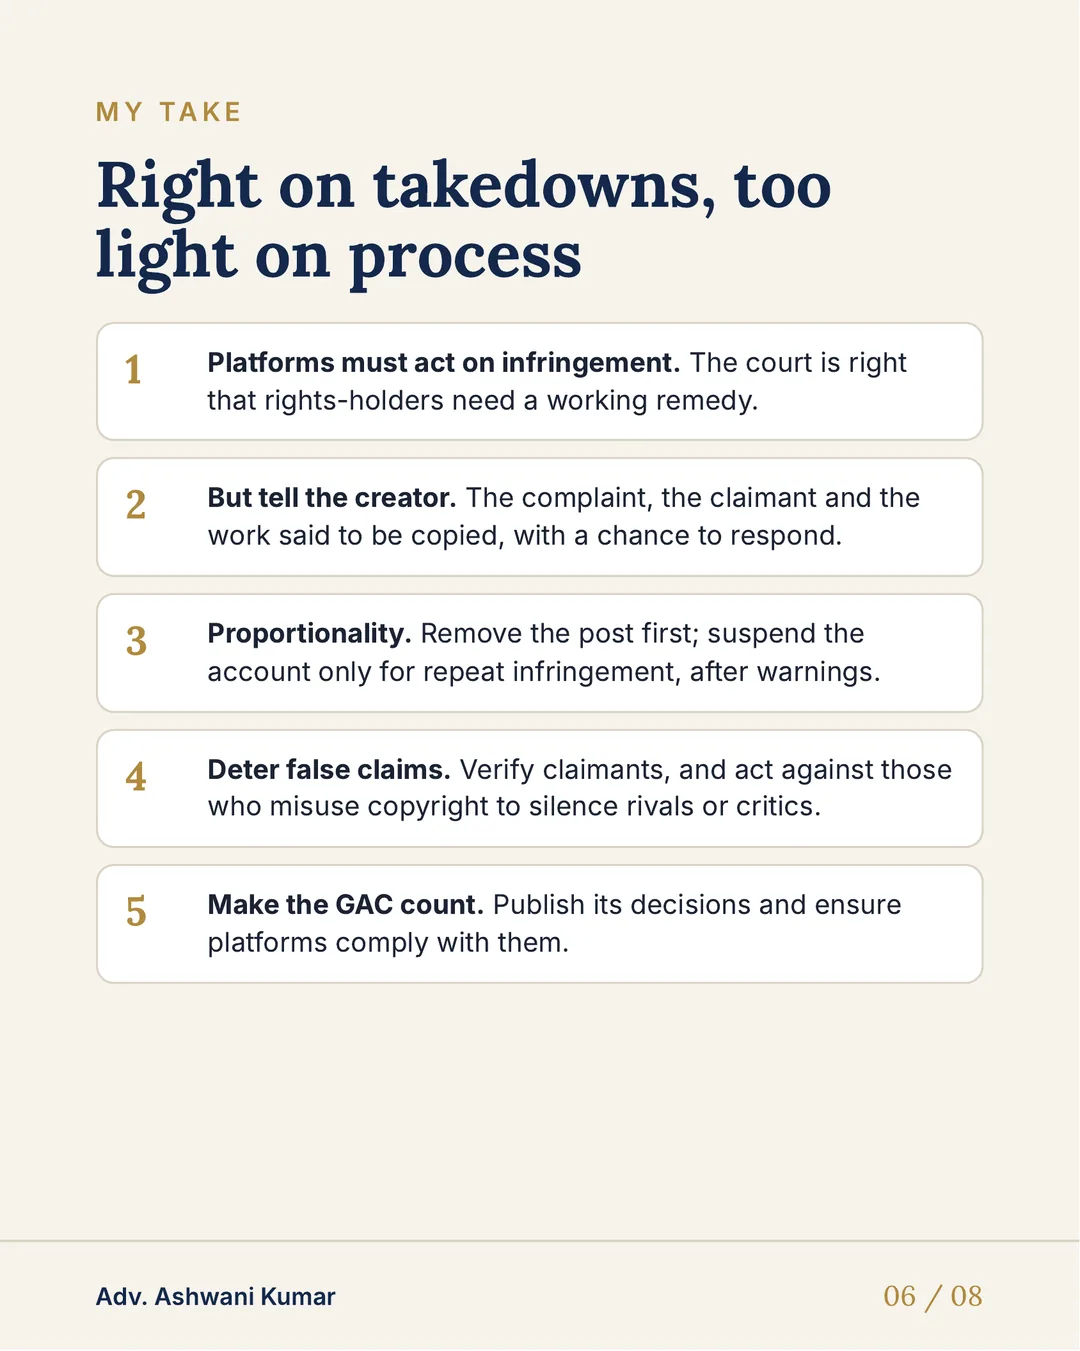 MY TAKE
Right on takedowns, too
light on process
1
Platforms must act on infringement. The court is right
that rights-holders need a working remedy.
2
But tell the creator. The complaint, the claimant and the
work said to be copied, with a chance to respond.
3
Proportionality. Remove the post first; suspend the
account only for repeat infringement, after warnings.
4
Deter false claims. Verify claimants, and act against those
who misuse copyright to silence rivals or critics.
5
Make the GAC count. Publish its decisions and ensure
platforms comply with them.
Adv. Ashwani Kumar
06 / 08